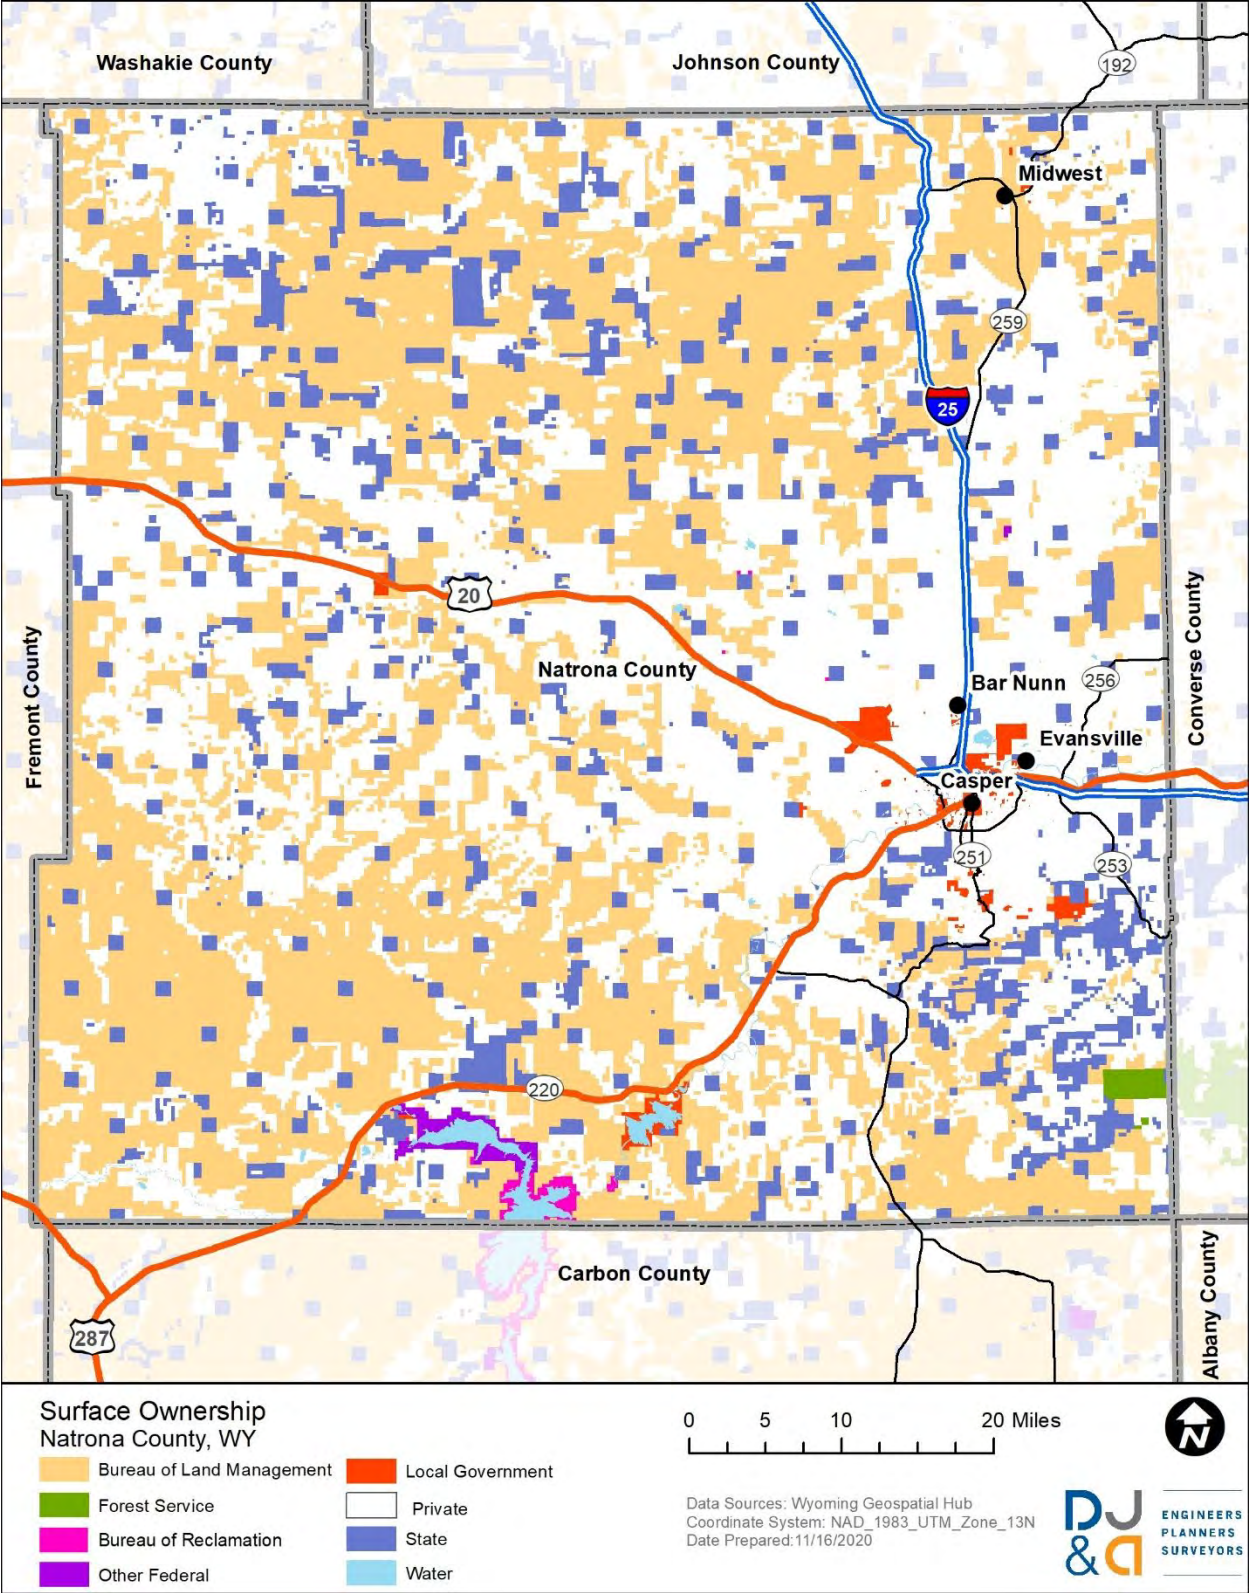 Washakie County
Johnson County
192
Midwest
259
25
20
Natrona County
Fremont County
Converse County
Bar Nunn
256
Evansville
Casper
251
253
220
Carbon County
Albany County
287
Surface Ownership
Natrona County, WY
Bureau of Land Management
Forest Service
Bureau of Reclamation
Other Federal
Local Government
Private
State
Water
0 5 10 20 Miles
Data Sources: Wyoming Geospatial Hub
Coordinate System: NAD_1983_UTM_Zone_13N
Date Prepared:11/16/2020
N
DJ
&a
ENGINEERS
PLANNERS
SURVEYORS